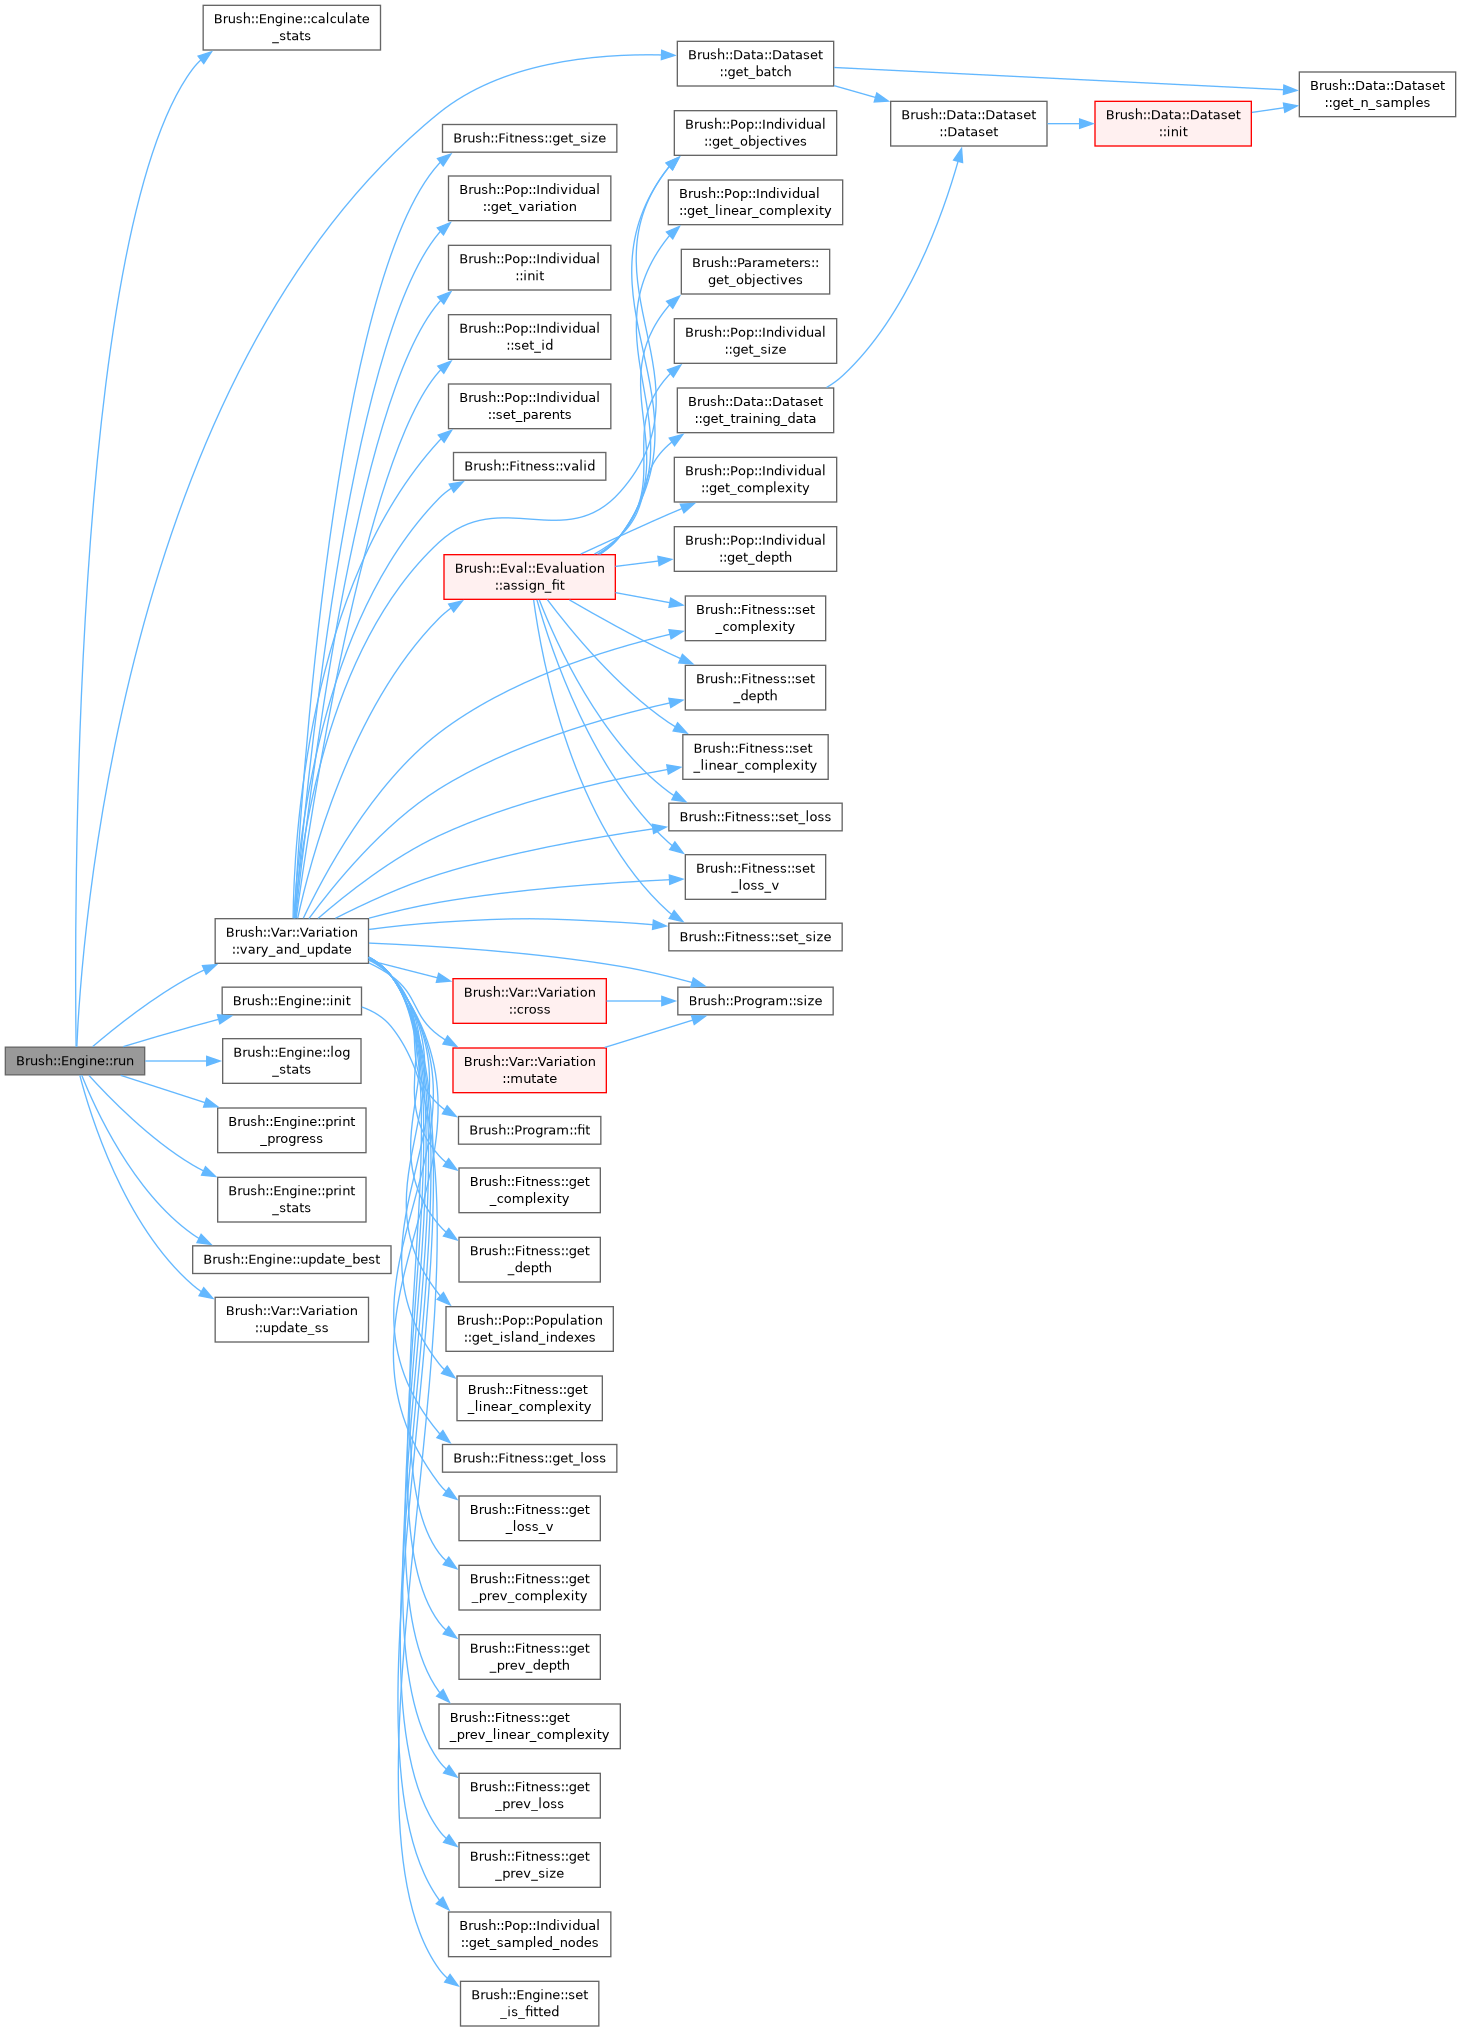 Brush::Engine::run
Brush::Engine::calculate
_stats
Brush::Var::Variation
::vary_and_update
Brush::Engine::init
Brush::Engine::log
_stats
Brush::Engine::print
_progress
Brush::Engine::print
_stats
Brush::Engine::update_best
Brush::Var::Variation
::update_ss
Brush::Fitness::get_size
Brush::Pop::Individual
::get_variation
Brush::Pop::Individual
::init
Brush::Pop::Individual
::set_id
Brush::Pop::Individual
::set_parents
Brush::Fitness::valid
Brush::Eval::Evaluation
::assign_fit
Brush::Var::Variation
::cross
Brush::Var::Variation
::mutate
Brush::Program::fit
Brush::Fitness::get
_complexity
Brush::Fitness::get
_depth
Brush::Pop::Population
::get_island_indexes
Brush::Fitness::get
_linear_complexity
Brush::Fitness::get_loss
Brush::Fitness::get
_loss_v
Brush::Fitness::get
_prev_complexity
Brush::Fitness::get
_prev_depth
Brush::Fitness::get
_prev_linear_complexity
Brush::Fitness::get
_prev_loss
Brush::Fitness::get
_prev_size
Brush::Pop::Individual
::get_sampled_nodes
Brush::Engine::set
_is_fitted
Brush::Data::Dataset
::get_batch
Brush::Pop::Individual
::get_objectives
Brush::Pop::Individual
::get_linear_complexity
Brush::Parameters::
get_objectives
Brush::Pop::Individual
::get_size
Brush::Data::Dataset
::get_training_data
Brush::Pop::Individual
::get_complexity
Brush::Pop::Individual
::get_depth
Brush::Fitness::set
_complexity
Brush::Fitness::set
_depth
Brush::Fitness::set
_linear_complexity
Brush::Fitness::set_loss
Brush::Fitness::set
_loss_v
Brush::Fitness::set_size
Brush::Program::size
Brush::Data::Dataset
::Dataset
Brush::Data::Dataset
::init
Brush::Data::Dataset
::get_n_samples